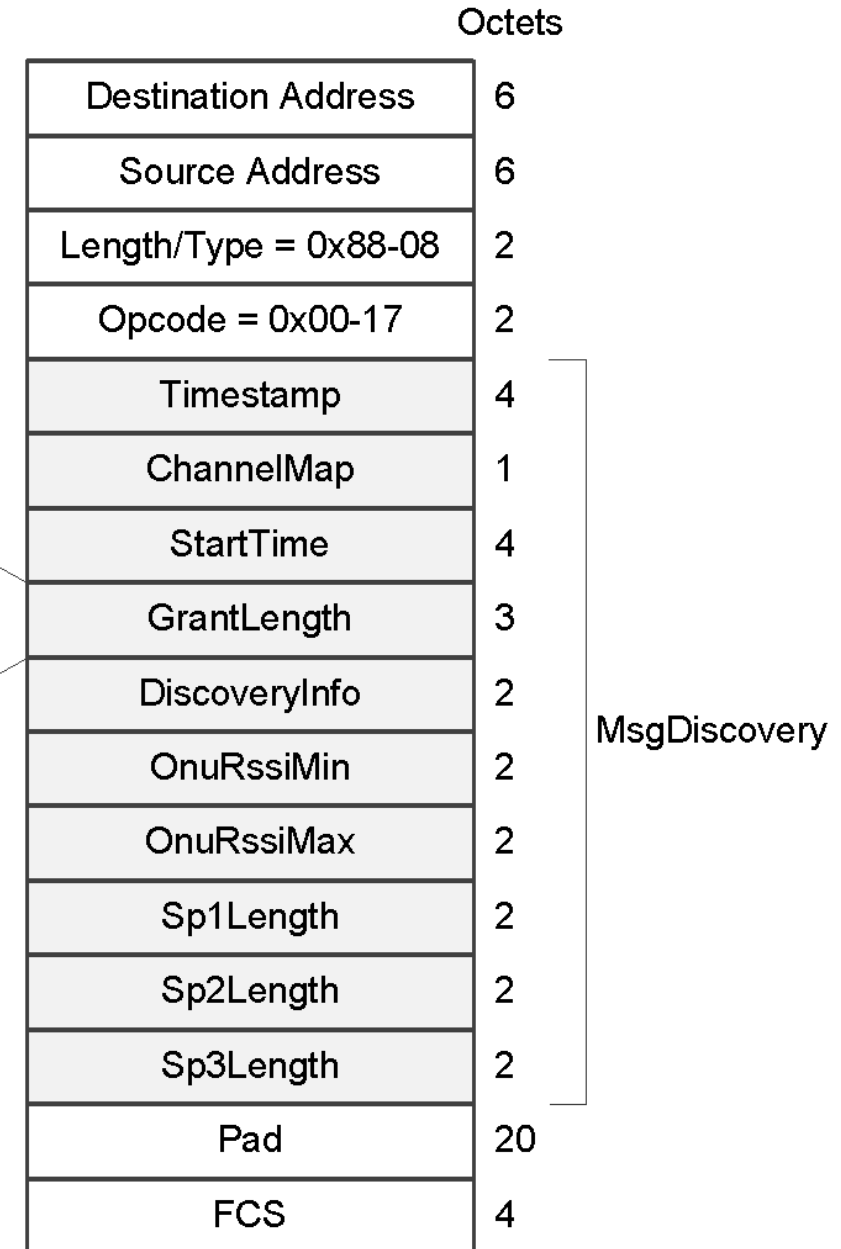 Octets
Destination Address 6
Source Address 6
Length/Type = 0x88-08 2
Opcode = 0x00-17 2
Timestamp 4
ChannelMap 1
StartTime 4
GrantLength 3
DiscoveryInfo 2
MsgDiscovery
OnuRssiMin 2
OnuRssiMax 2
Sp1Length 2
Sp2Length 2
Sp3Length 2
Pad 20
FCS 4